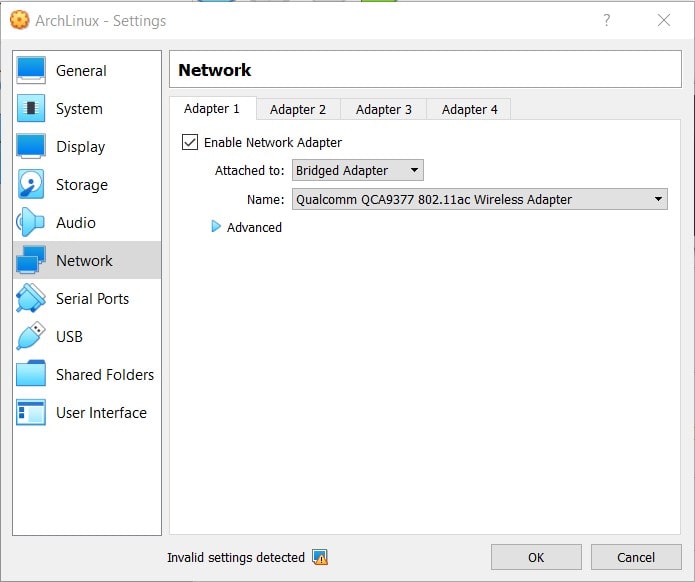 ArchLinux - Settings
General
System
Display
Storage
Audio
Network
Serial Ports
USB
Shared Folders
User Interface
Network
Adapter 1 Adapter 2 Adapter 3 Adapter 4
Enable Network Adapter
Attached to: Bridged Adapter
Name: Qualcomm QCA9377 802.11ac Wireless Adapter
Advanced
Invalid settings detected OK Cancel